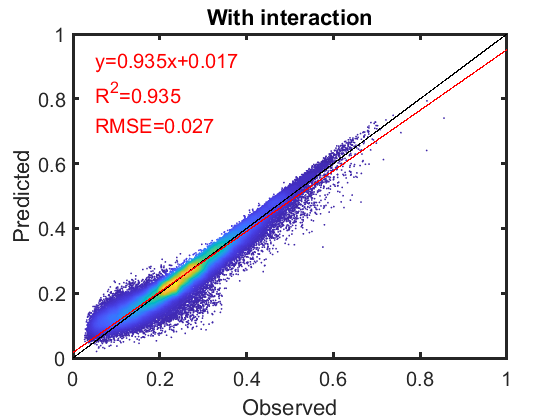 With interaction
y=0.935x+0.017
R²=0.935
RMSE=0.027
Predicted
1
0.8
0.6
0.4
0.2
0
0 0.2 0.4 0.6 0.8 1
Observed